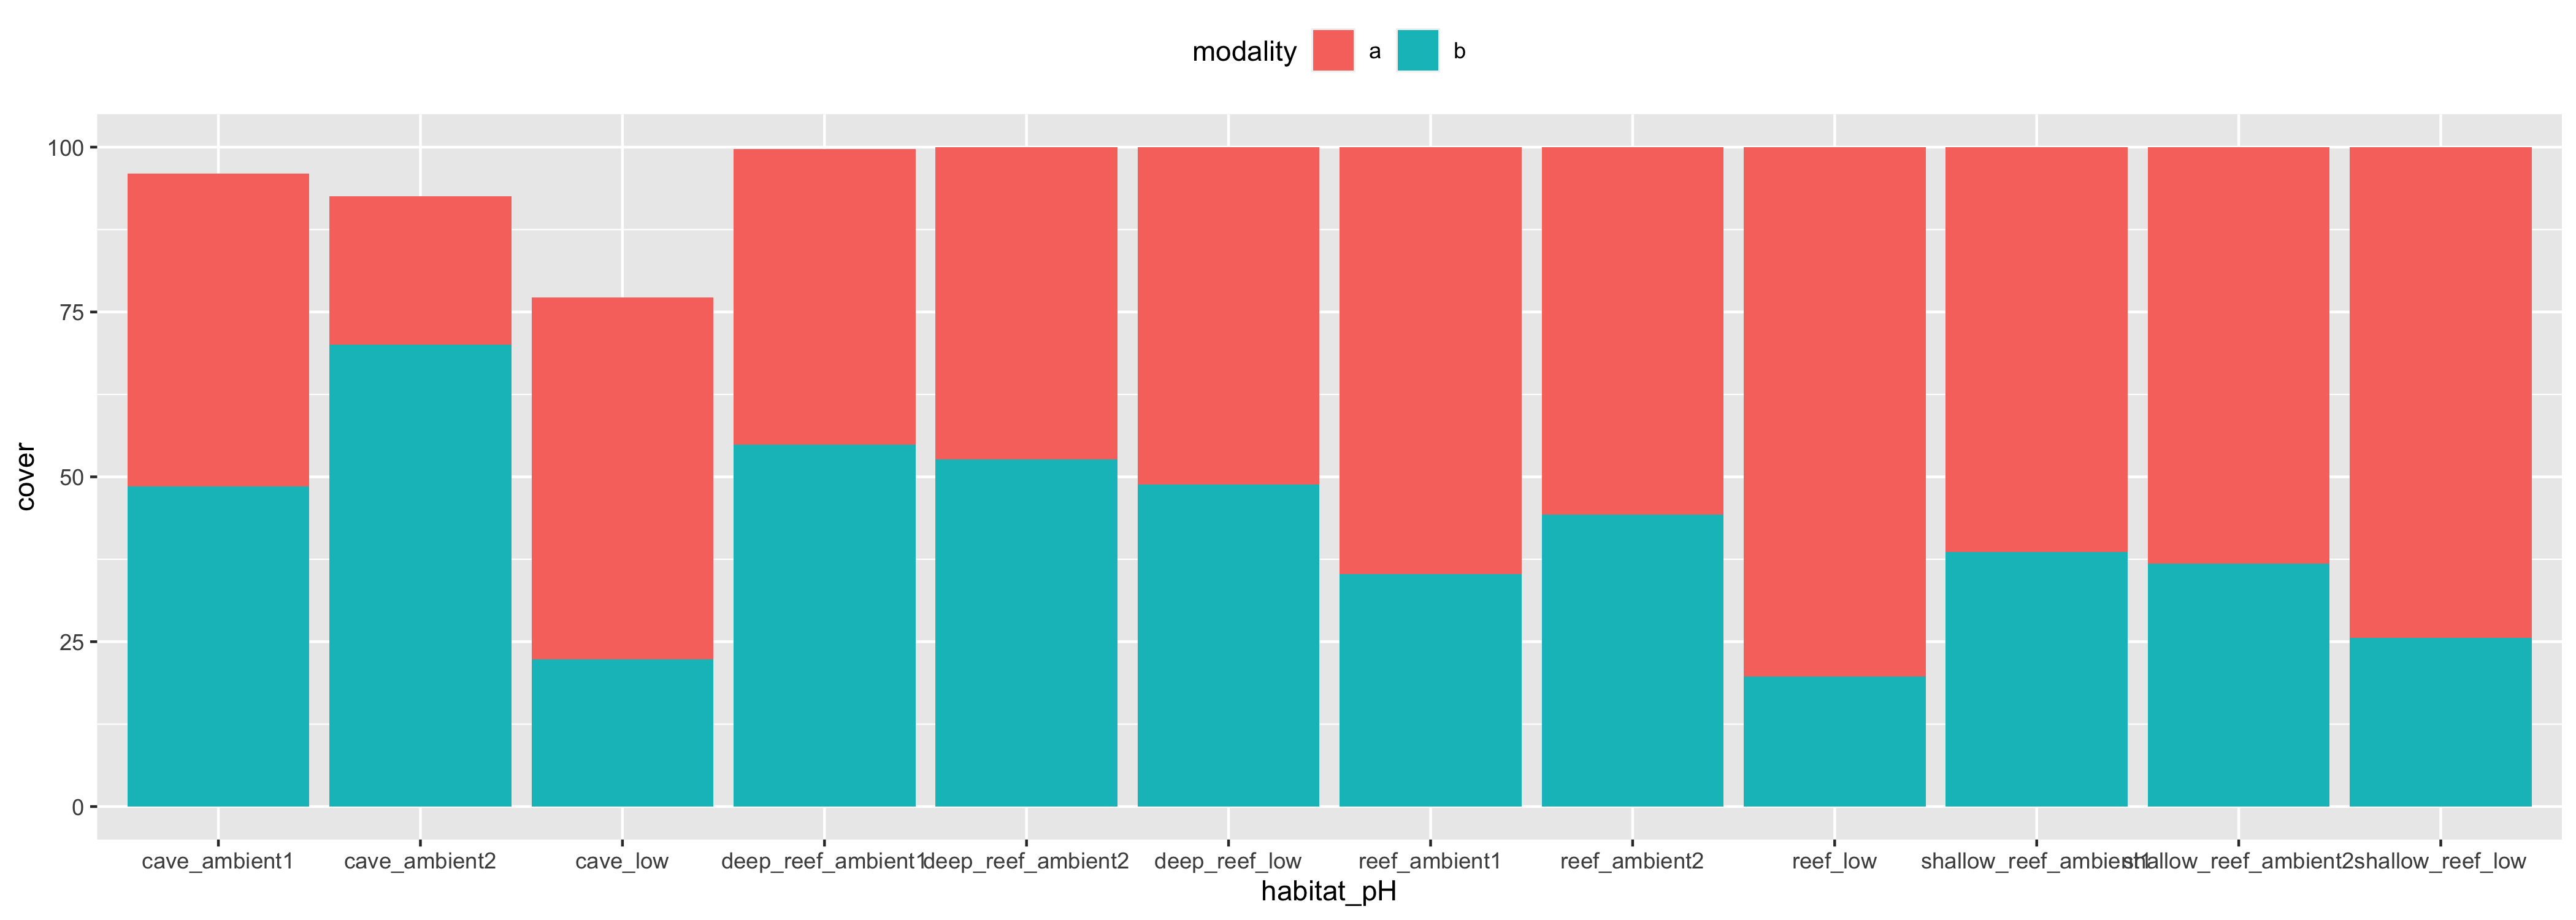 modality a b
100
75
50
25
0
cover
cave_ambient1 cave_ambient2 cave_low deep_reef_ambient1 deep_reef_ambient2 deep_reef_low reef_ambient1 reef_ambient2 reef_low shallow_reef_ambient1 shallow_reef_ambient2 shallow_reef_low
habitat_pH